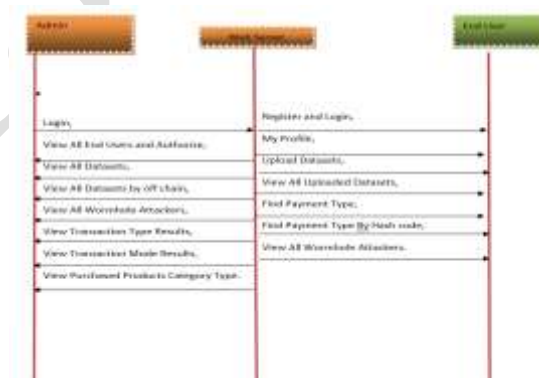 Admin
Web Server
End User
Login,
View All End Users and Authorize,
View All Datasets,
View All Datasets by off chain,
View All Wormhole Attackers,
View Transaction Type Results,
View Transaction Mode Results,
View Purchased Products Category Type.
Register and Login,
My Profile,
Upload Datasets,
View All Uploaded Datasets,
Find Payment Type,
Find Payment Type By Hash code,
View All Wormhole Attackers.